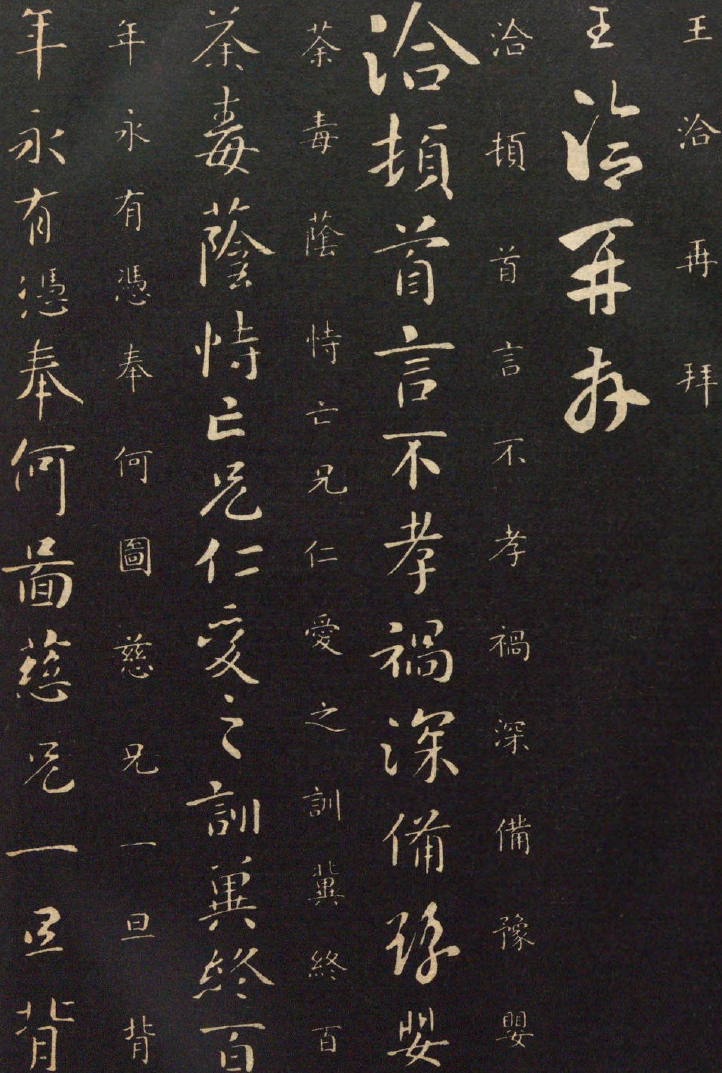 王洽再拜
王洽再拜
洽頓首言不孝禍深備豫嬰
洽頓首言不孝禍深備豫嬰
荼毒蔭恃亡兄仁愛之訓冀終百
荼毒蔭恃亡兄仁愛之訓冀終百
年永有憑奉何圖慈兄一旦背
年永有憑奉何圖慈兄一旦背